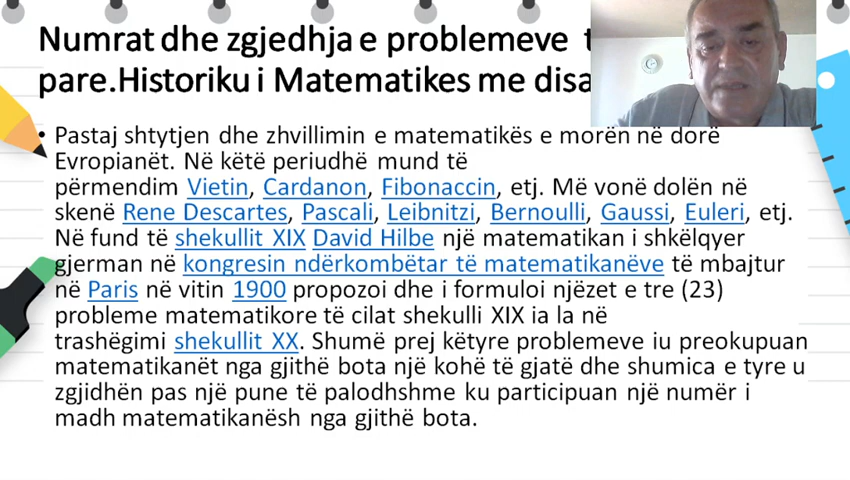 Numrat dhe zgjedhja e problemeve
pare.Historiku i Matematikes me
• Pastaj shtytjen dhe zhvillimin e matematikës e morën në dorë
Evropianët. Në këtë periudhë mund të
përmendim Vietin, Cardanon, Fibonaccin, etj. Më vonë dolën në
skenë Rene Descartes, Pascali, Leibnitzi, Bernoulli, Gaussi, Euleri, etj.
Në fund të shekullit XIX David Hilbe një matematikan i shkëlqyer
gjerman në kongresin ndërkombëtar të matematikanëve të mbajtur
në Paris në vitin 1900 propozoi dhe i formuloi njëzet e tre (23)
probleme matematikore të cilat shekulli XIX ia la në
trashëgimi shekullit XX. Shumë prej këtyre problemeve iu preokupuan
matematikanët nga gjithë bota një kohë të gjatë dhe shumica e tyre u
zgjidhën pas një pune të palodhshme ku participuan një numër i
madh matematikanësh nga gjithë bota.